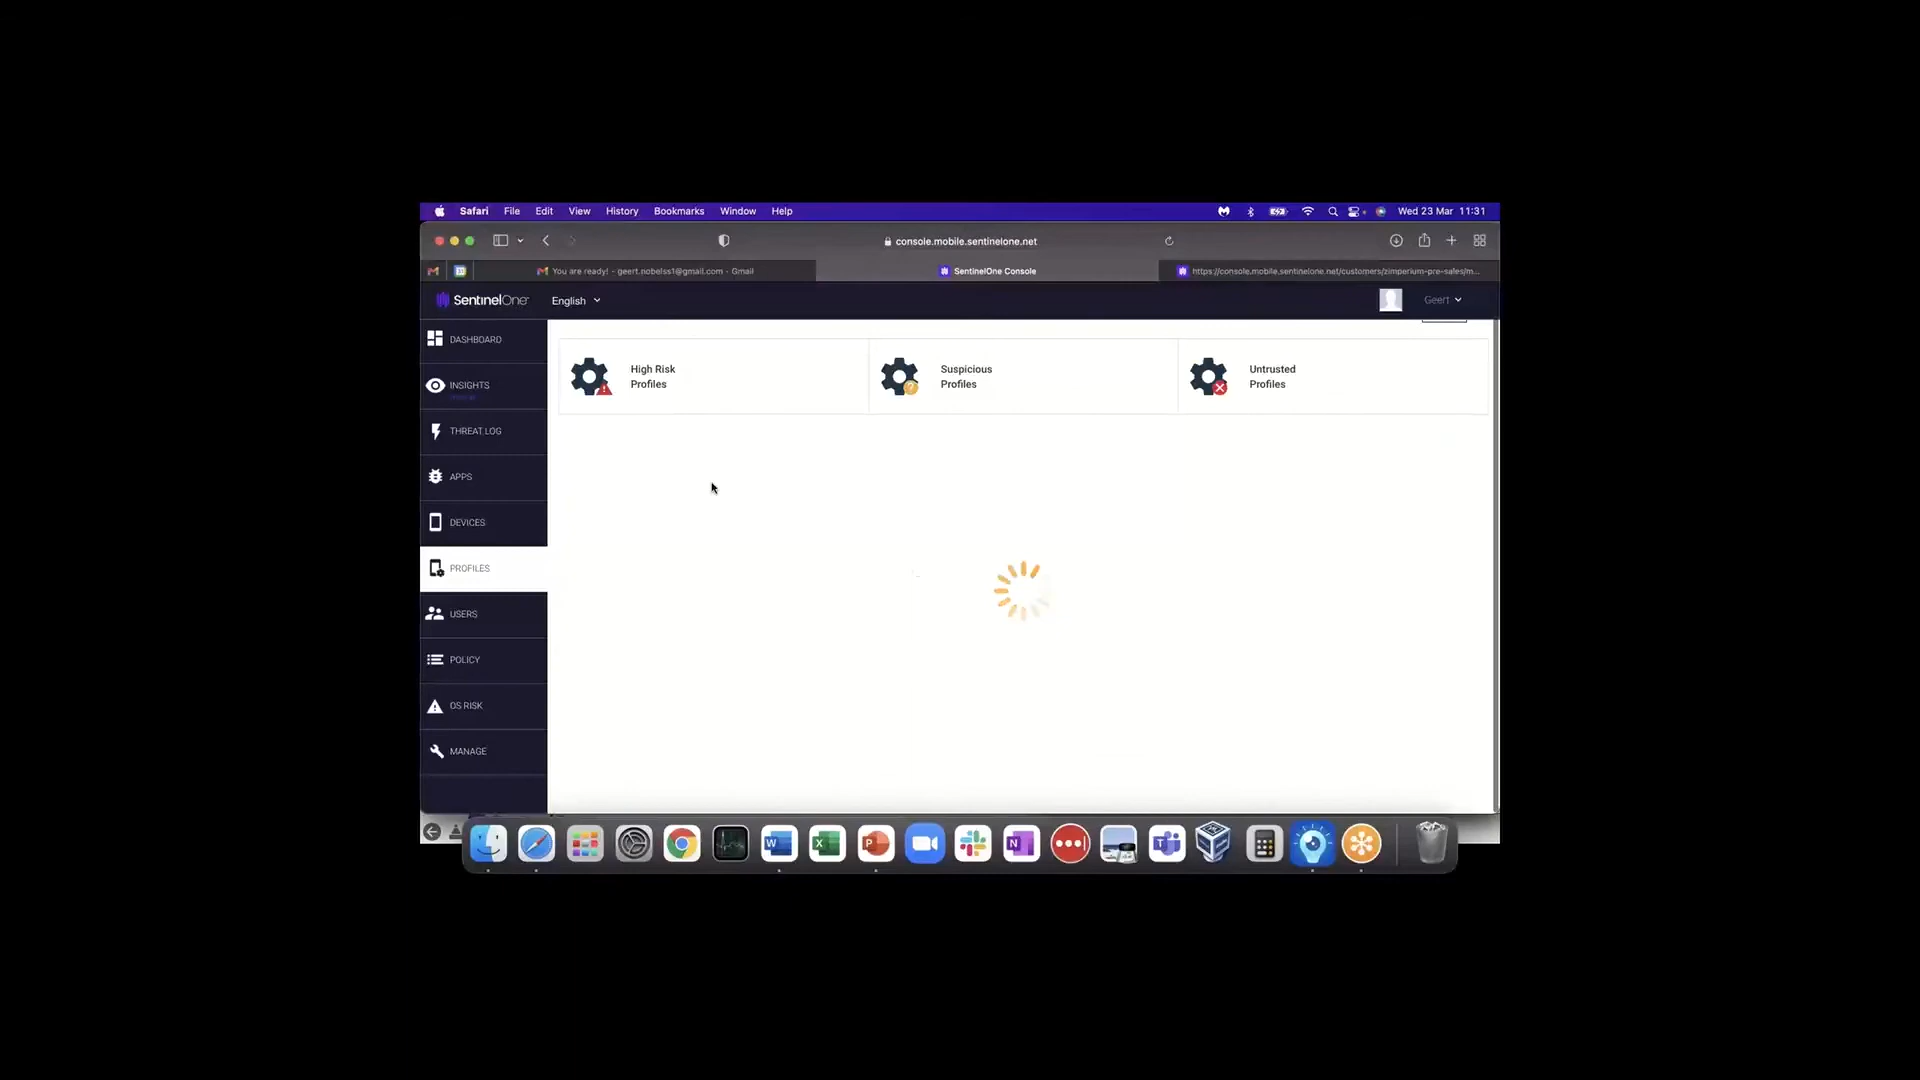 Safari File Edit View History Bookmarks Window Help Wed 23 Mar 11:31
console.mobile.sentinelone.net
You are ready! - geert.nobelss1@gmail.com - Gmail
SentinelOne Console
https://console.mobile.sentinelone.net/customers/zimperium-pre-sales/m...
SentinelOne English Geert
DASHBOARD
INSIGHTS
THREAT LOG
APPS
DEVICES
PROFILES
USERS
POLICY
OS RISK
MANAGE
High Risk
Profiles
Suspicious
Profiles
Untrusted
Profiles